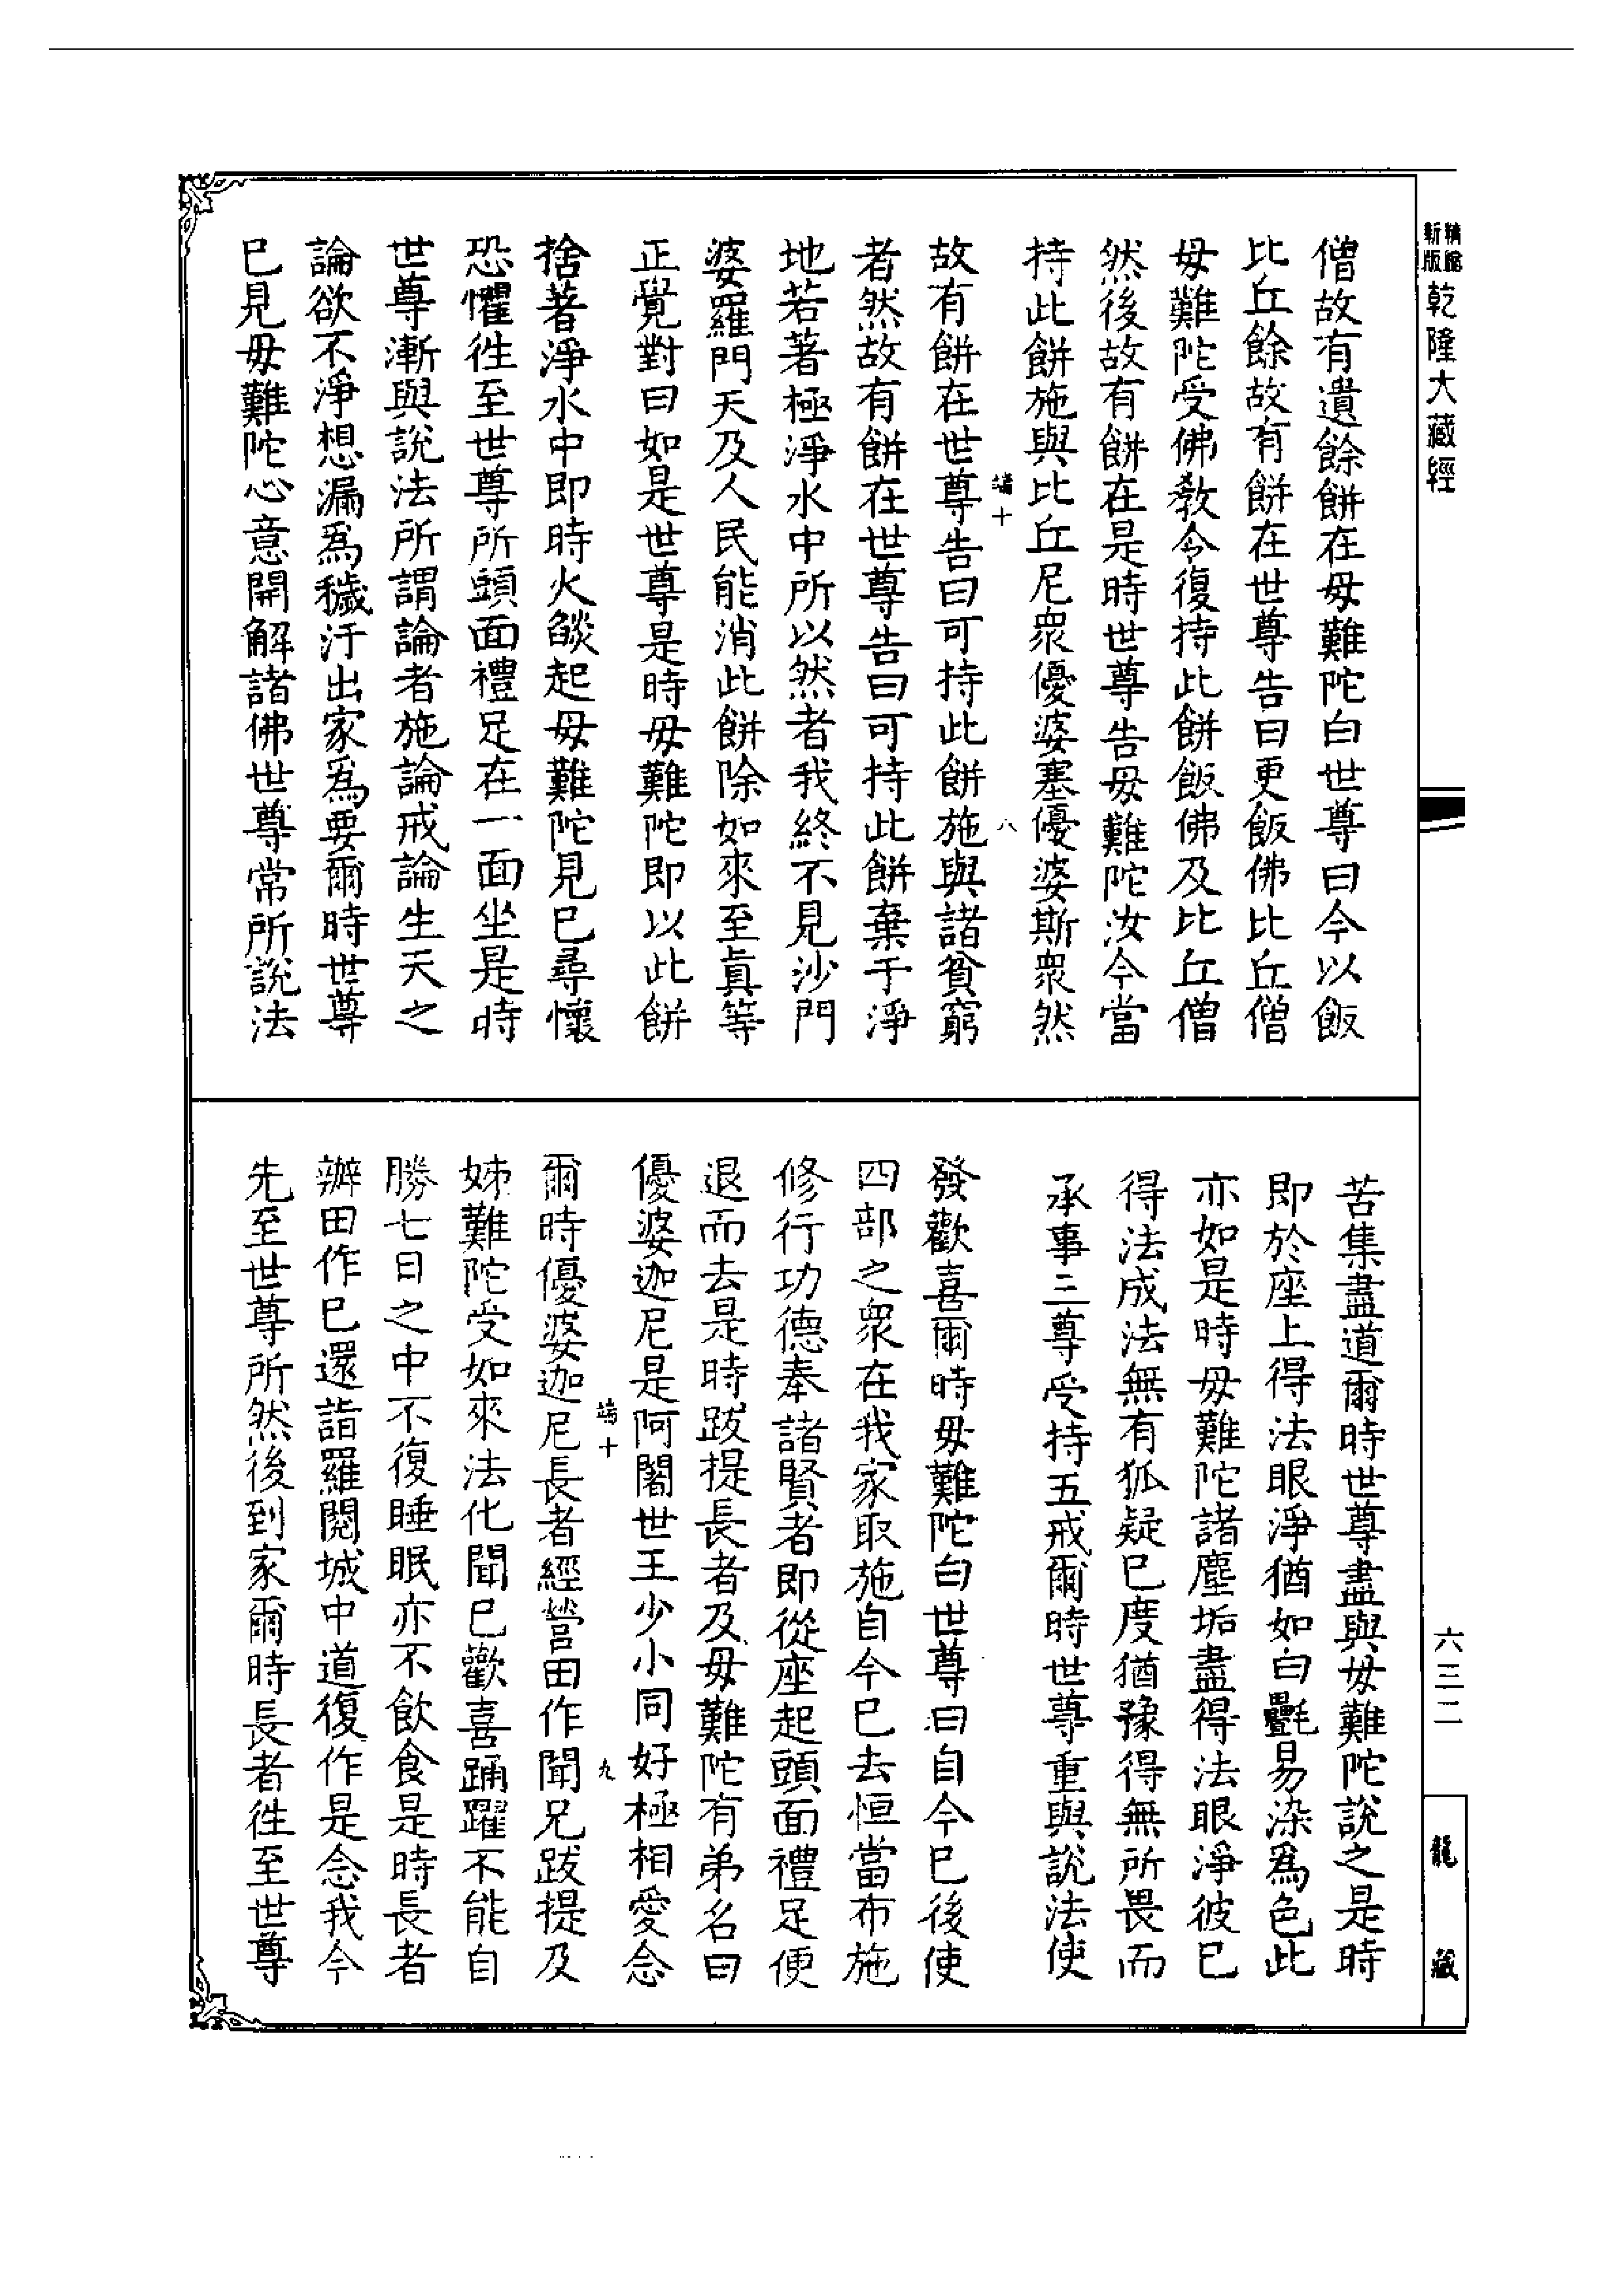 精緻
新版
乾隆大藏經
僧故有遺餘餅在毋難陀白世尊曰今以飯
比丘餘故有餅在世尊告曰更飯佛比丘僧
毋難陀受佛教令復持此餅飯佛及比丘僧
然後故有餅在是時世尊告毋難陀汝今當
持此餅施與比丘尼眾優婆塞優婆斯眾然
端十 八
故有餅在世尊告曰可持此餅施與諸貧窮
者然故有餅在世尊告曰可持此餅棄于淨
地若著極淨水中所以然者我終不見沙門
婆羅門天及人民能消此餅除如來至真等
正覺對曰如是世尊是時毋難陀即以此餅
捨著淨水中即時火燄起毋難陀見巳尋懷
恐懼徃至世尊所頭面禮足在一面坐是時
世尊漸與說法所謂論者施論戒論生天之
論欲不淨想漏為穢汙出家為要爾時世尊
巳見毋難陀心意開解諸佛世尊常所說法
苦集盡道爾時世尊盡與毋難陀說之是時
即於座上得法眼淨猶如白氎易染為色此
亦如是時毋難陀諸塵垢盡得法眼淨彼巳
得法成法無有狐疑巳度猶豫得無所畏而
承事三尊受持五戒爾時世尊重與說法使
發歡喜爾時毋難陀白世尊曰自今巳後使
四部之眾在我家取施自今巳去恒當布施
修行功德奉諸賢者即從座起頭面禮足便
退而去是時跋提長者及毋難陀有弟名曰
優婆迦尼是阿闍世王少小同好極相愛念
端十 九
爾時優婆迦尼長者經營田作聞兄跋提及
姊難陀受如來法化聞巳歡喜踊躍不能自
勝七日之中不復睡眠亦不飲食是時長者
辦田作巳還詣羅閱城中道復作是念我今
先至世尊所然後到家爾時長者徃至世尊
六三二
龍藏